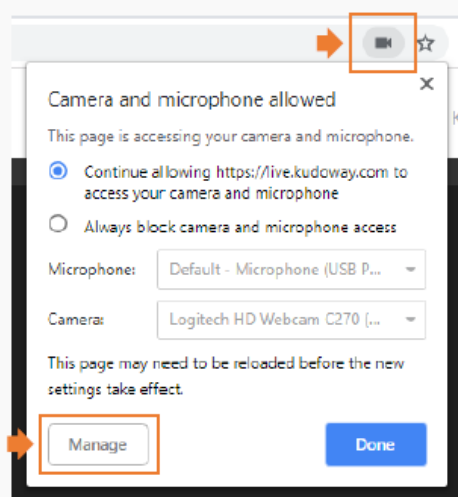 Camera and microphone allowed
This page is accessing your camera and microphone.
Continue allowing https://live.kudoway.com to
access your camera and microphone
Always block camera and microphone access
Microphone: Default - Microphone (USB P...
Camera: Logitech HD Webcam C270 (...
This page may need to be reloaded before the new
settings take effect.
Manage Done